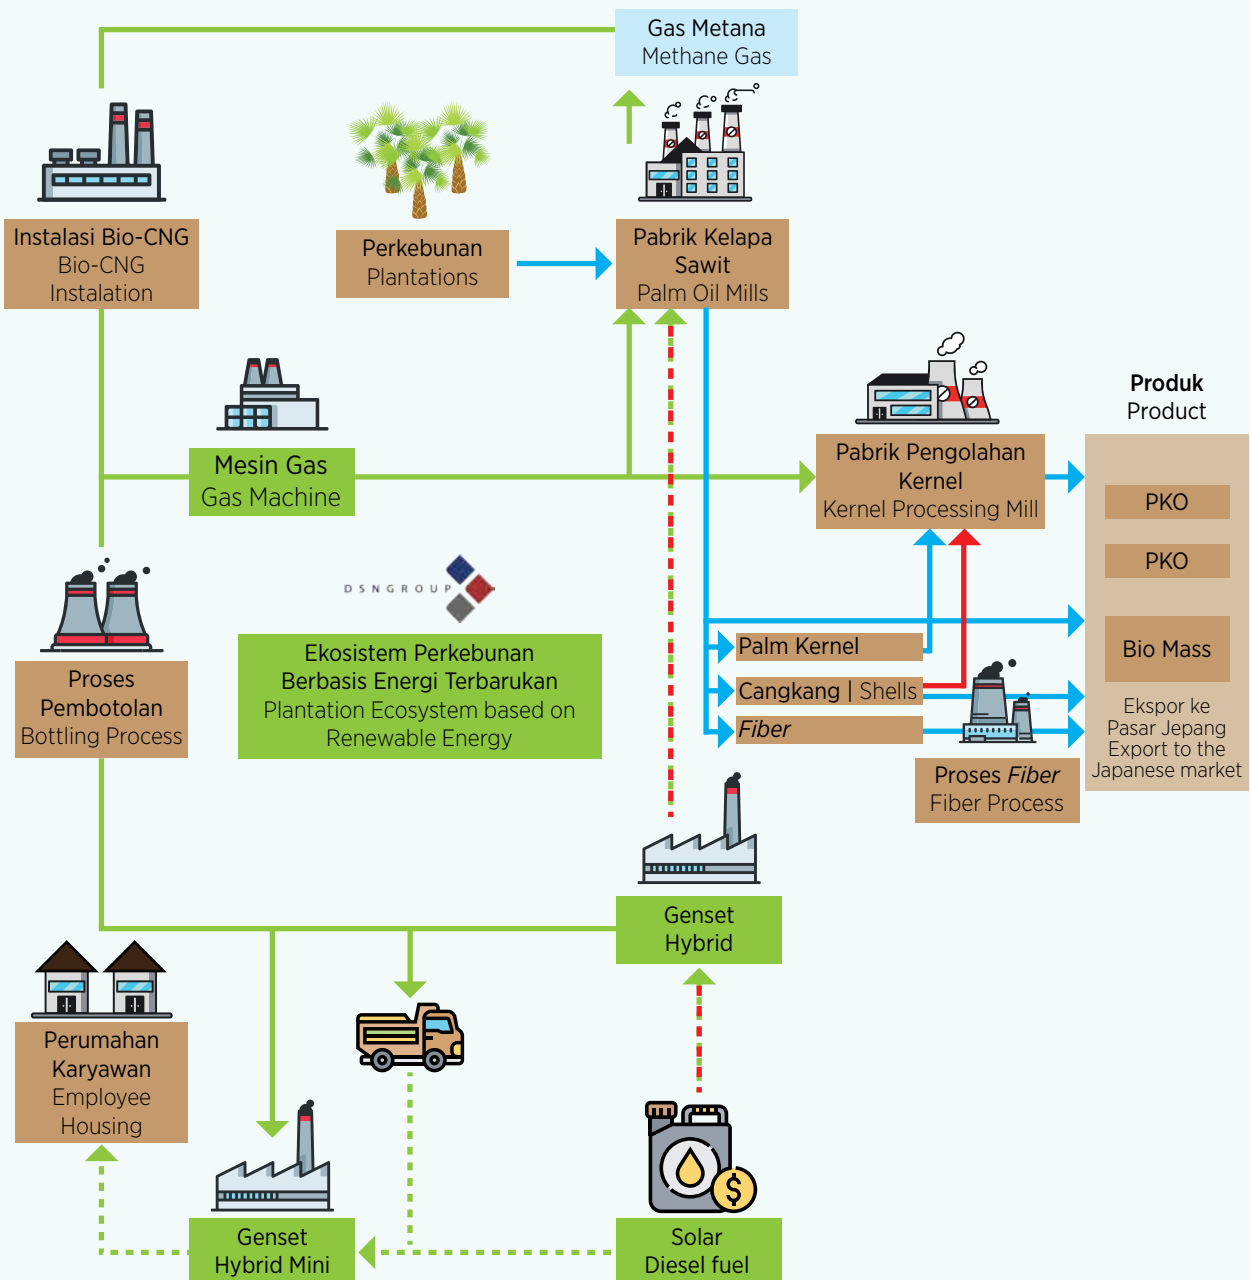 Gas Metana
Methane Gas
Instalasi Bio-CNG
Bio-CNG
Instalation
Perkebunan
Plantations
Pabrik Kelapa
Sawit
Palm Oil Mills
Mesin Gas
Gas Machine
Pabrik Pengolahan
Kernel
Kernel Processing Mill
Produk
Product
PKO
PKO
Bio Mass
Ekspor ke
Pasar Jepang
Export to the
Japanese market
DSNGROUP
Ekosistem Perkebunan
Berbasis Energi Terbarukan
Plantation Ecosystem based on
Renewable Energy
Palm Kernel
Cangkang | Shells
Fiber
Proses Fiber
Fiber Process
Proses
Pembotolan
Bottling Process
Genset
Hybrid
Perumahan
Karyawan
Employee
Housing
Genset
Hybrid Mini
$
Solar
Diesel fuel